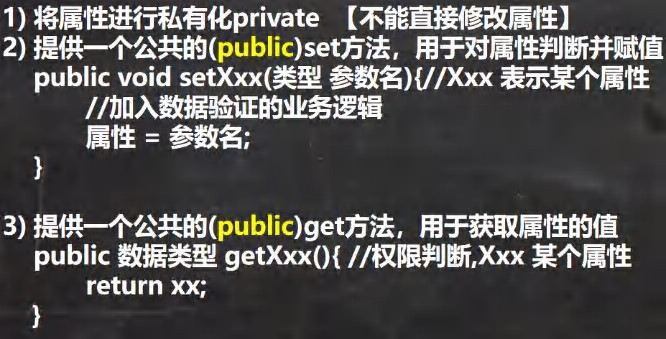 1) 将属性进行私有化private 【不能直接修改属性】
2) 提供一个公共的(public)set方法，用于对属性判断并赋值
public void setXxx(类型 参数名){//Xxx 表示某个属性
//加入数据验证的业务逻辑
属性 = 参数名;
}
3) 提供一个公共的(public)get方法，用于获取属性的值
public 数据类型 getXxx(){ //权限判断,Xxx 某个属性
return xx;
}